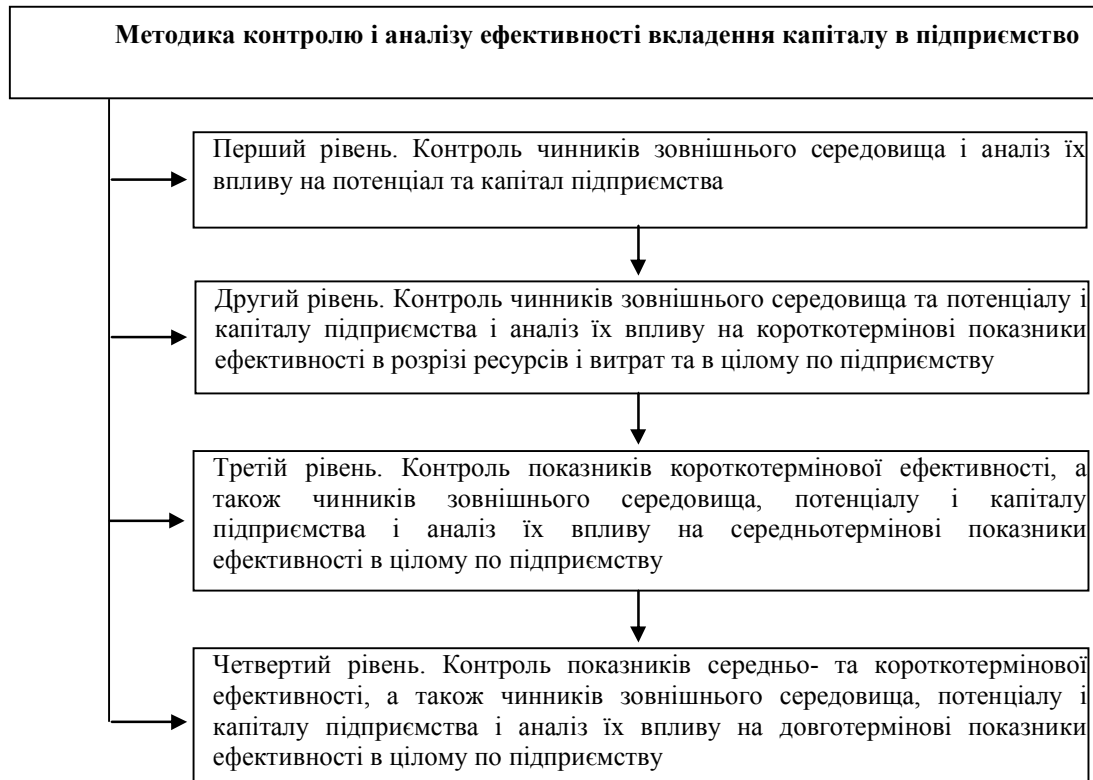 Методика контролю і аналізу ефективності вкладення капіталу в підприємство
Перший рівень. Контроль чинників зовнішнього середовища і аналіз їх
впливу на потенціал та капітал підприємства
Другий рівень. Контроль чинників зовнішнього середовища та потенціалу і
капіталу підприємства і аналіз їх впливу на короткотермінові показники
ефективності в розрізі ресурсів і витрат та в цілому по підприємству
Третій рівень. Контроль показників короткотермінової ефективності, а
також чинників зовнішнього середовища, потенціалу і капіталу
підприємства і аналіз їх впливу на середньотермінові показники
ефективності в цілому по підприємству
Четвертий рівень. Контроль показників середньо- та короткотермінової
ефективності, а також чинників зовнішнього середовища, потенціалу і
капіталу підприємства і аналіз їх впливу на довготермінові показники
ефективності в цілому по підприємству